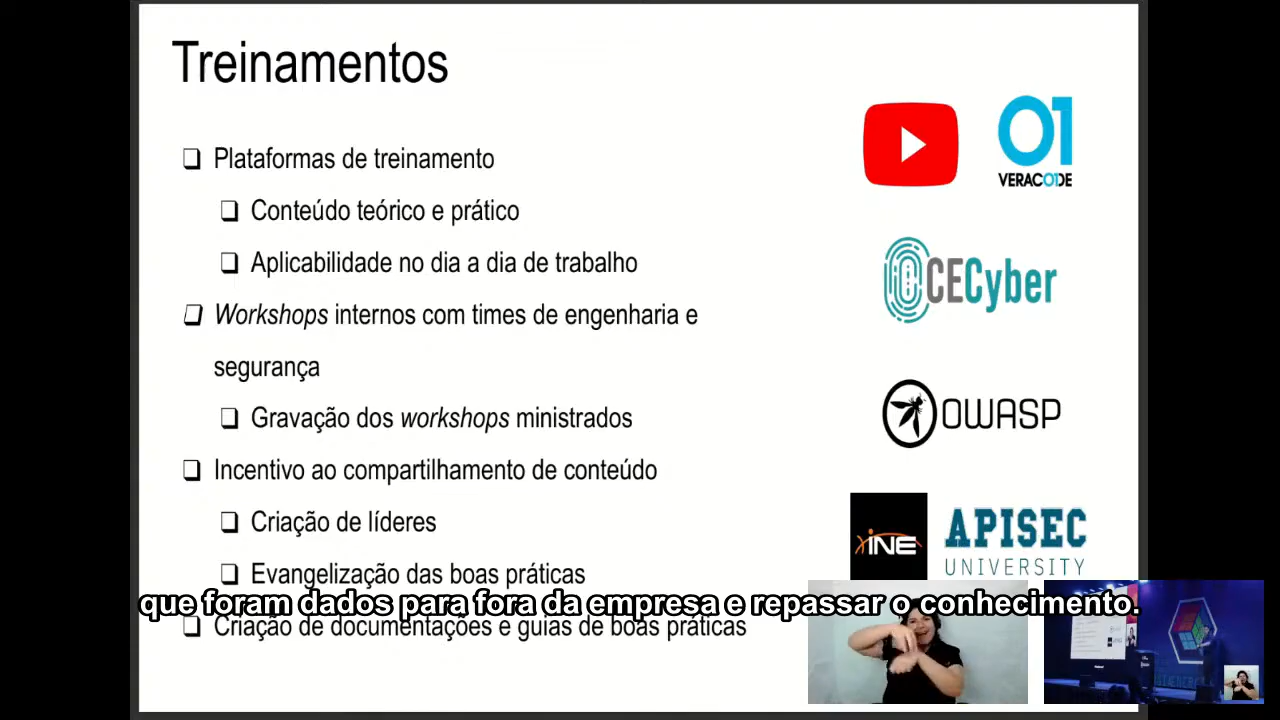 Treinamentos
❑ Plataformas de treinamento
❑ Conteúdo teórico e prático
❑ Aplicabilidade no dia a dia de trabalho
❑ Workshops internos com times de engenharia e
segurança
❑ Gravação dos workshops ministrados
❑ Incentivo ao compartilhamento de conteúdo
❑ Criação de líderes
❑ Evangelização das boas práticas
❑ Criação de documentações e guias de boas práticas
01
VERACODE
CECyber
OWASP
INE
APISEC
UNIVERSITY
que foram dados para fora da empresa e repassar o conhecimento.